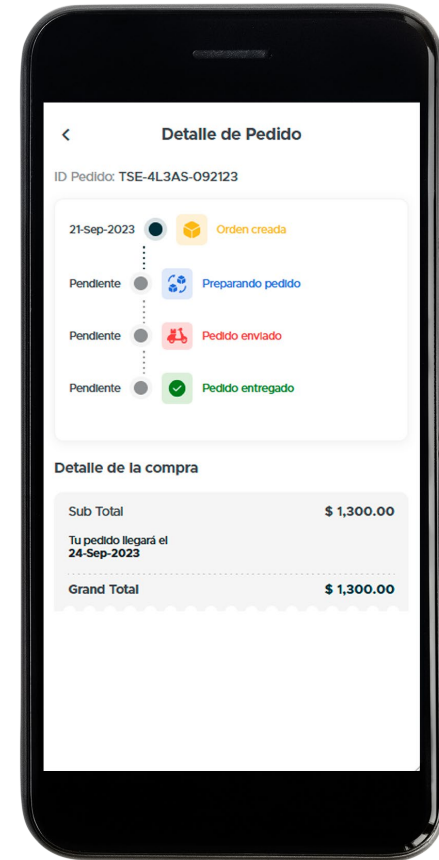 Detalle de Pedido
ID Pedido: TSE-4L3AS-092123
21-Sep-2023 Orden creada
Pendiente Preparando pedido
Pendiente Pedido enviado
Pendiente Pedido entregado
Detalle de la compra
Sub Total $ 1,300.00
Tu pedido llegará el
24-Sep-2023
Grand Total $ 1,300.00